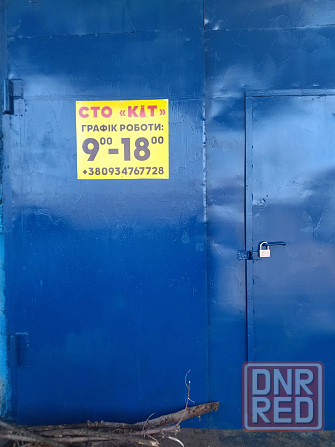 СТО «КІТ»
ГРАФІК РОБОТИ:
9⁰⁰-18⁰⁰
+380934767728
DNR
RED